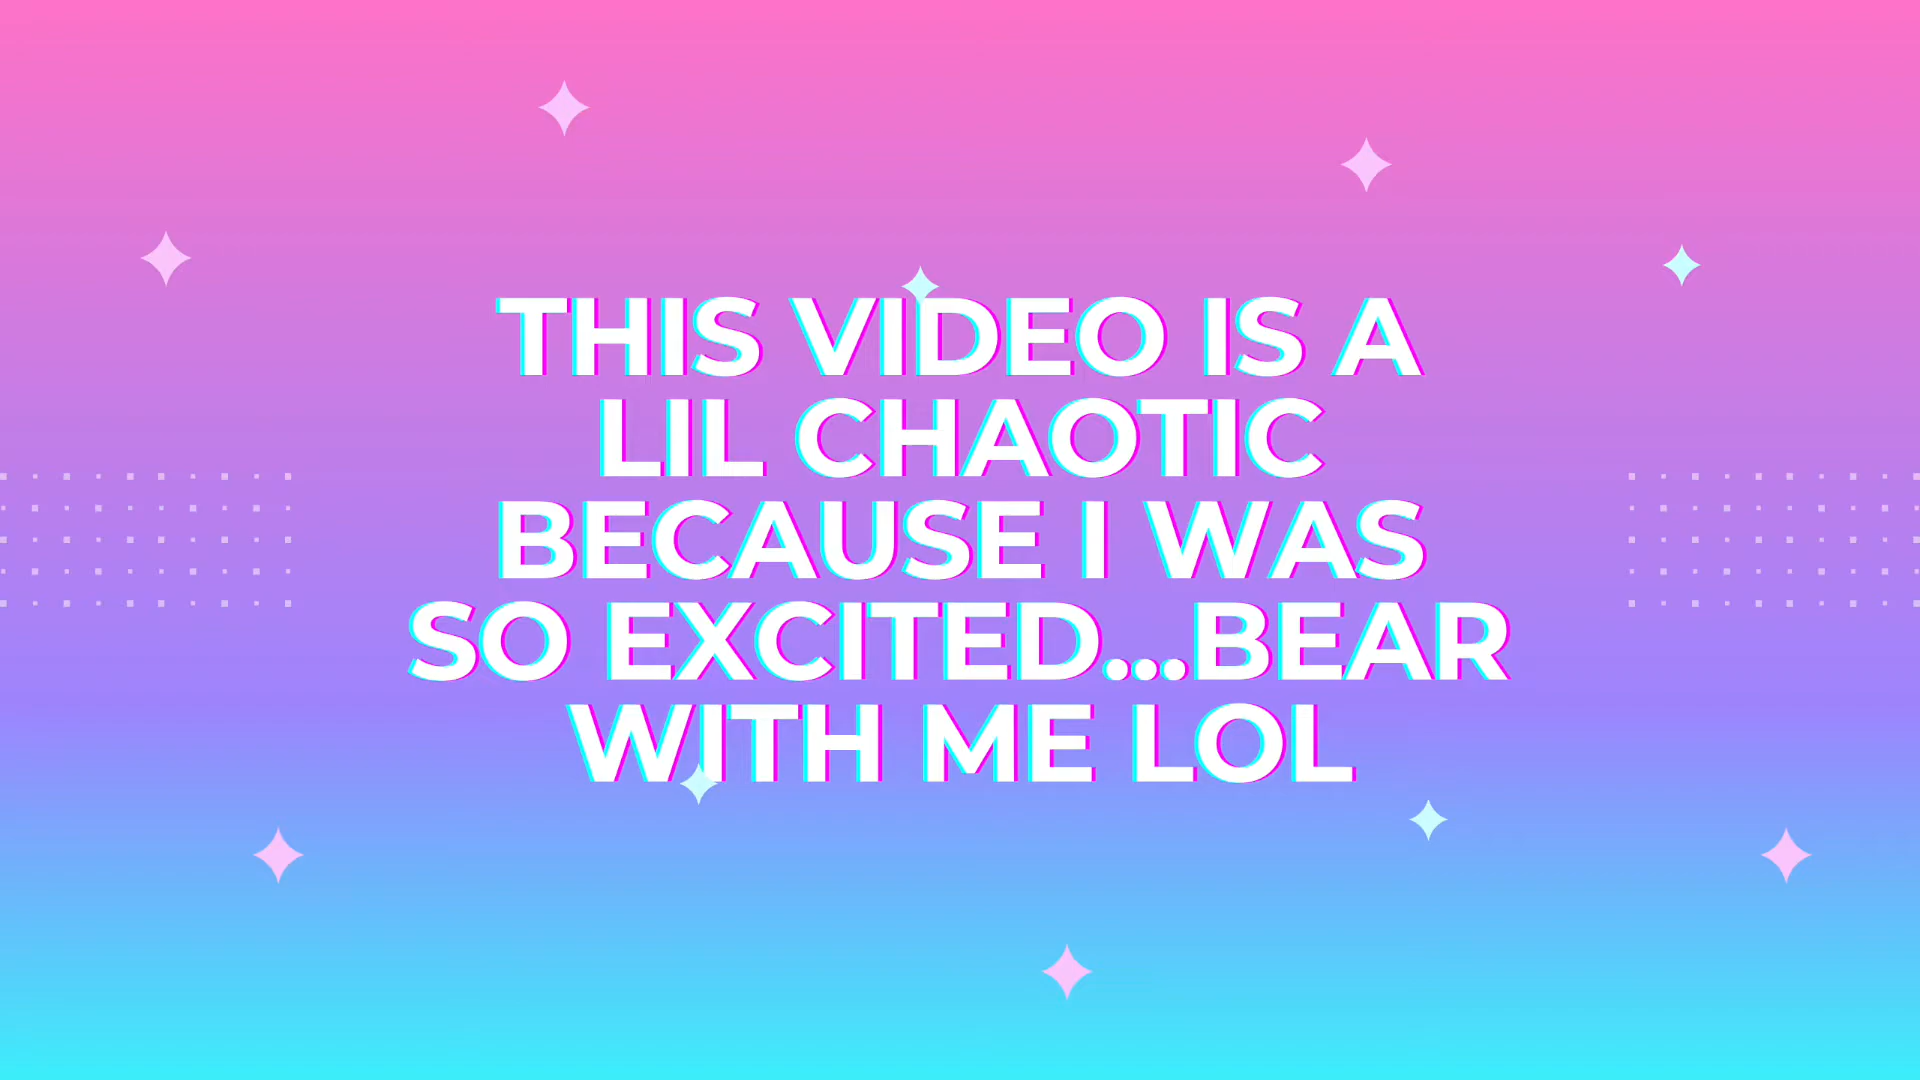 THIS VIDEO IS A
LIL CHAOTIC
BECAUSE I WAS
SO EXCITED...BEAR
WITH ME LOL